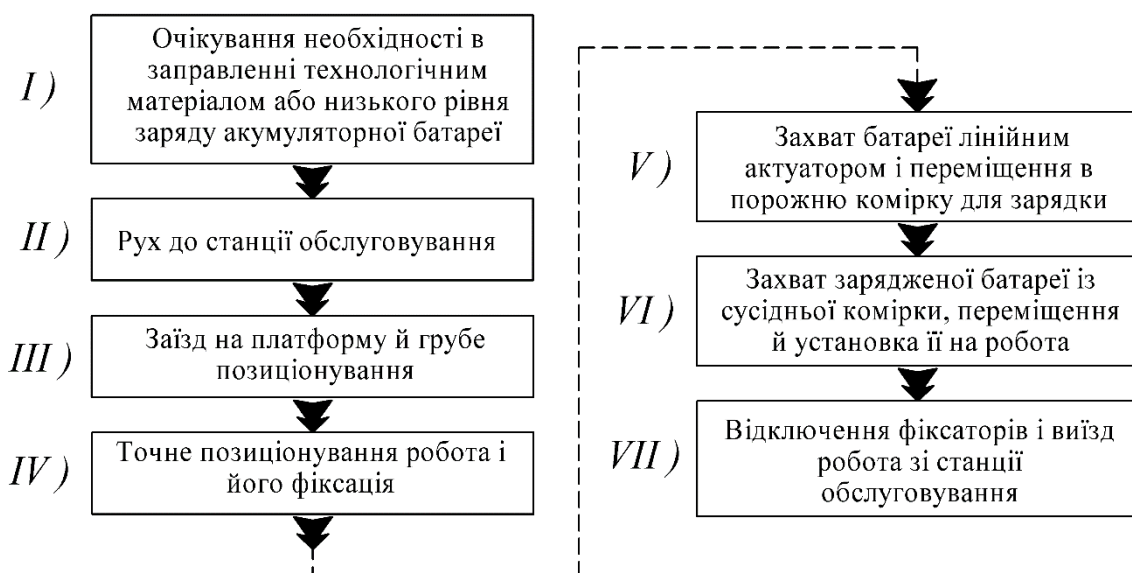 I )
Очікування необхідності в
заправленні технологічним
матеріалом або низького рівня
заряду акумуляторної батареї
II )
Рух до станції обслуговування
III )
Заїзд на платформу й грубе
позиціонування
IV )
Точне позиціонування робота і
його фіксація
V )
Захват батареї лінійним
актуатором і переміщення в
порожню комірку для зарядки
VI )
Захват зарядженої батареї із
сусідньої комірки, переміщення
й установка її на робота
VII )
Відключення фіксаторів і виїзд
робота зі станції
обслуговування